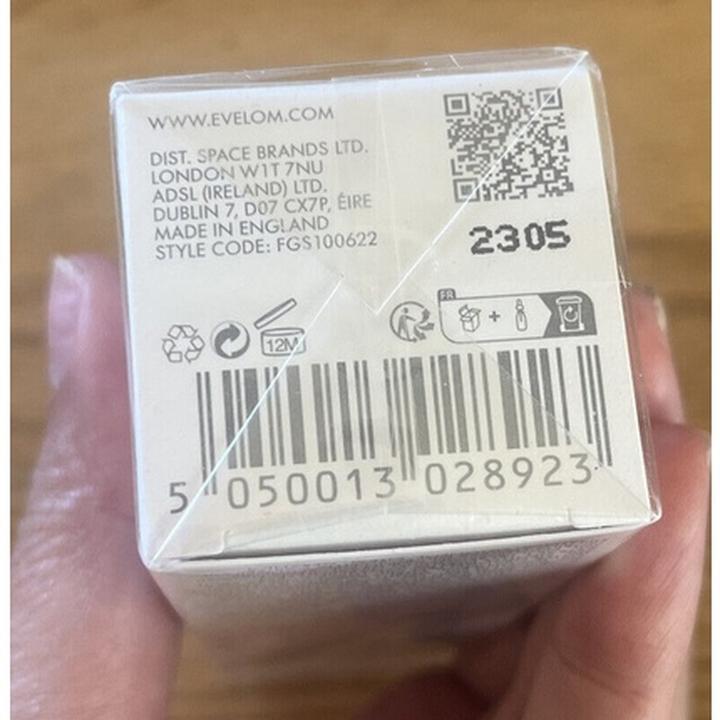 WWW.EVELOM.COM
DIST. SPACE BRANDS LTD.
LONDON W1T 7NU
ADSL (IRELAND) LTD.
DUBLIN 7, D07 CX7P, ÉIRE
MADE IN ENGLAND
STYLE CODE: FGS100622
2305
12M
FR
+
5 050013 028923